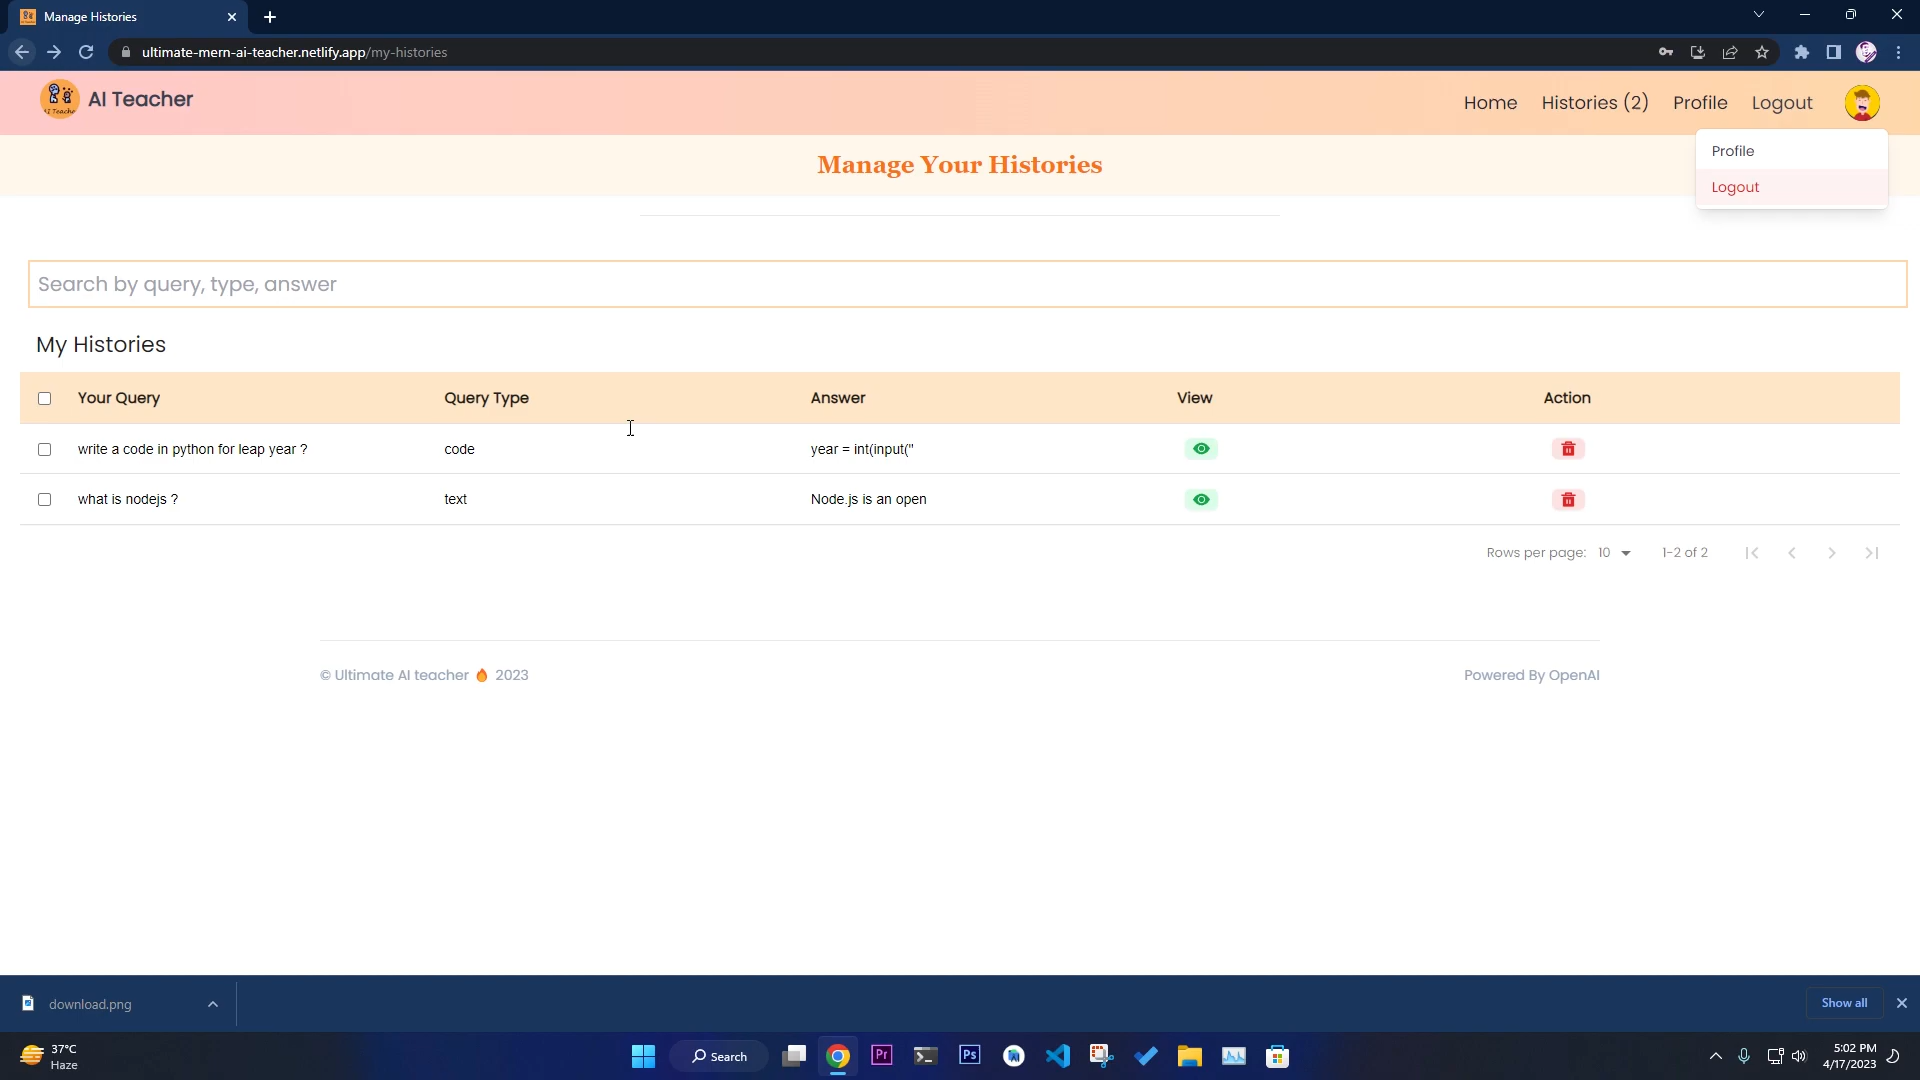 Manage Histories
ultimate-mern-ai-teacher.netlify.app/my-histories
AI Teacher
Home Histories (2) Profile Logout
Profile
Logout
Manage Your Histories
Search by query, type, answer
My Histories
Your Query Query Type Answer View Action
write a code in python for leap year ? code year = int(input("
what is nodejs ? text Node.js is an open
Rows per page: 10 1-2 of 2
© Ultimate AI teacher 🔥 2023 Powered By OpenAI
download.png Show all
37°C
Haze
Search
Pr
Ps
5:02 PM
4/17/2023